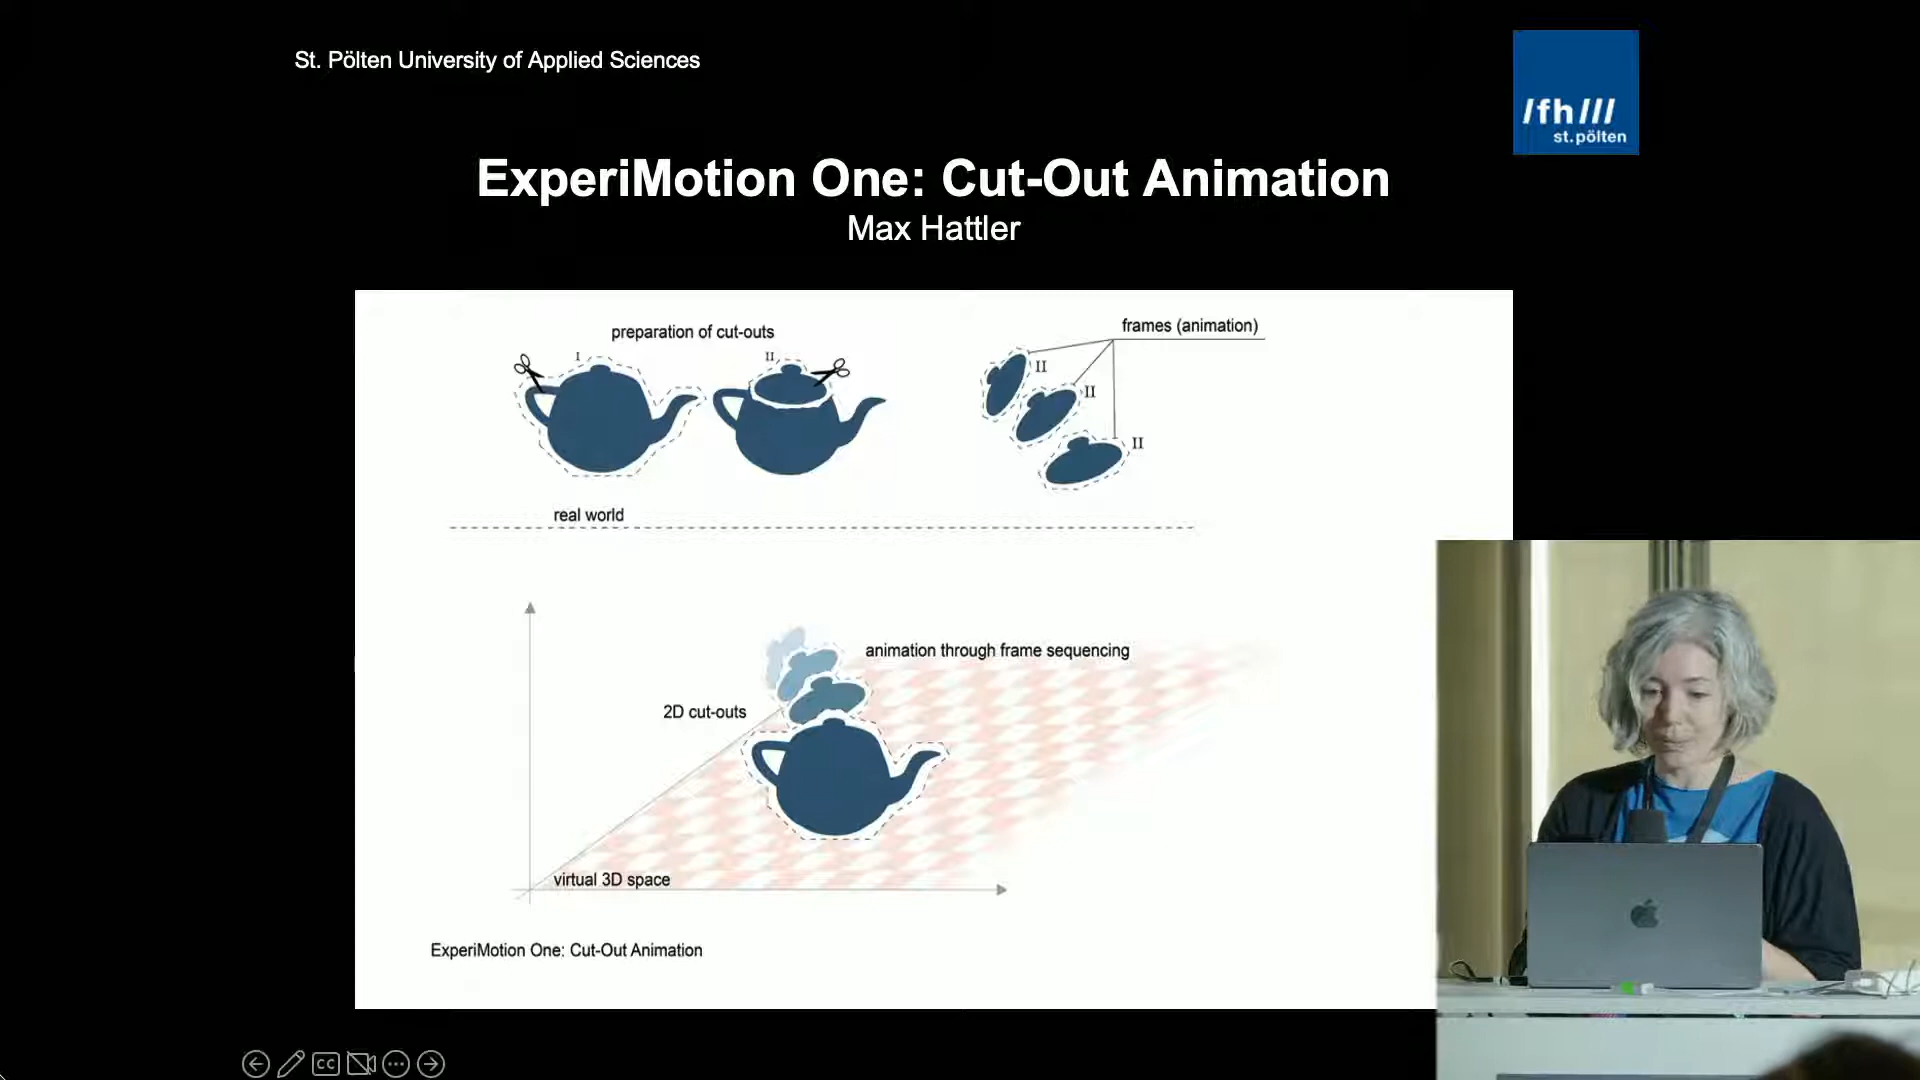 St. Pölten University of Applied Sciences
/fh///
st.pölten
ExperiMotion One: Cut-Out Animation
Max Hattler
preparation of cut-outs
frames (animation)
I
II
II
II
II
real world
animation through frame sequencing
2D cut-outs
virtual 3D space
ExperiMotion One: Cut-Out Animation
CC